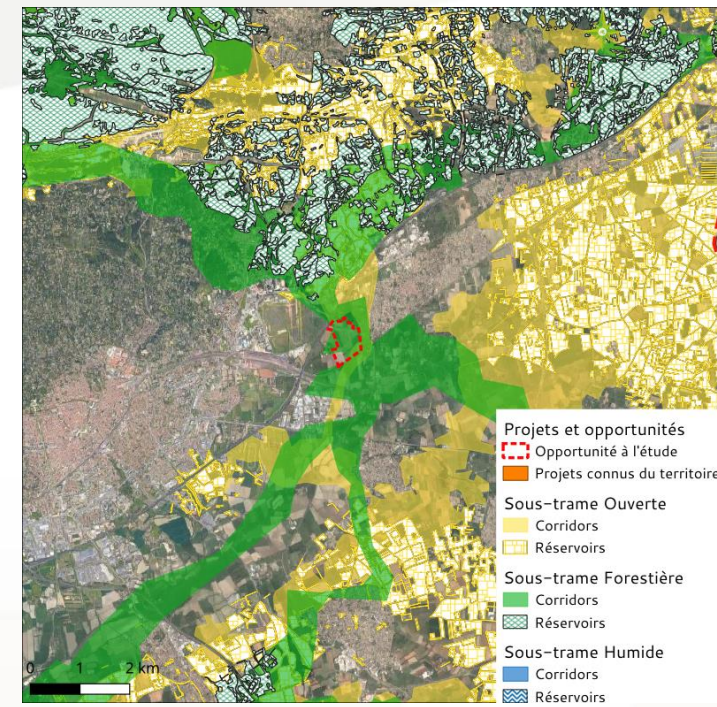 Projets et opportunités
Opportunité à l'étude
Projets connus du territoire
Sous-trame Ouverte
Corridors
Réservoirs
Sous-trame Forestière
Corridors
Réservoirs
Sous-trame Humide
Corridors
Réservoirs
0 1 2 km